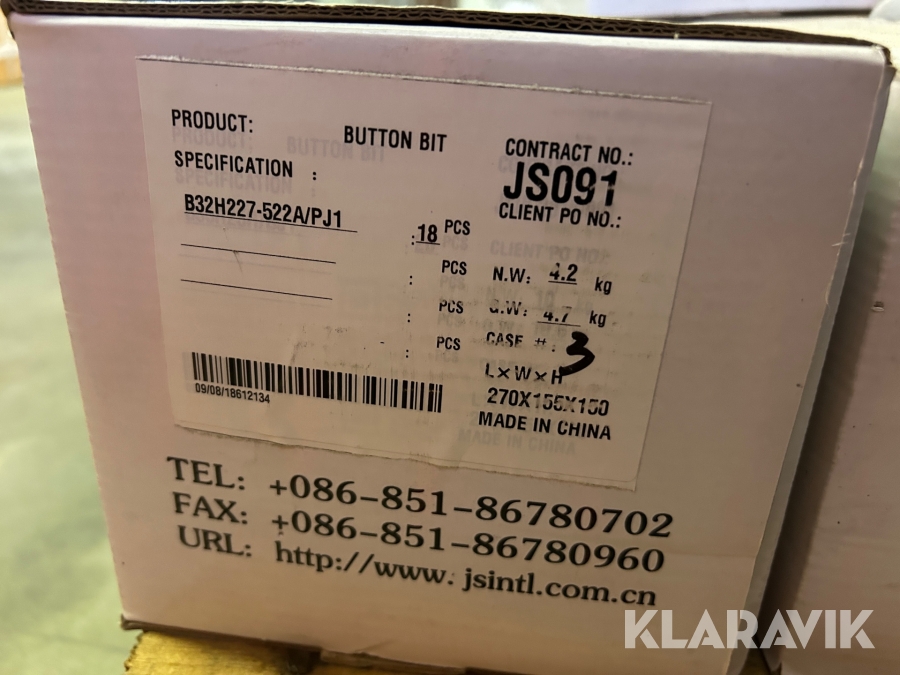 PRODUCT: BUTTON BIT
SPECIFICATION :
B32H227-522A/PJ1 :18 PCS
: PCS
: PCS
: PCS
09/08/18612134
CONTRACT NO.:
JS091
CLIENT PO NO.:
N.W: 4.2 kg
G.W: 4.7 kg
CASE #: 3
L×W×H
270X155X150
MADE IN CHINA
TEL: +086-851-86780702
FAX: +086-851-86780960
URL: http://www.jsintl.com.cn
KLARAVIK